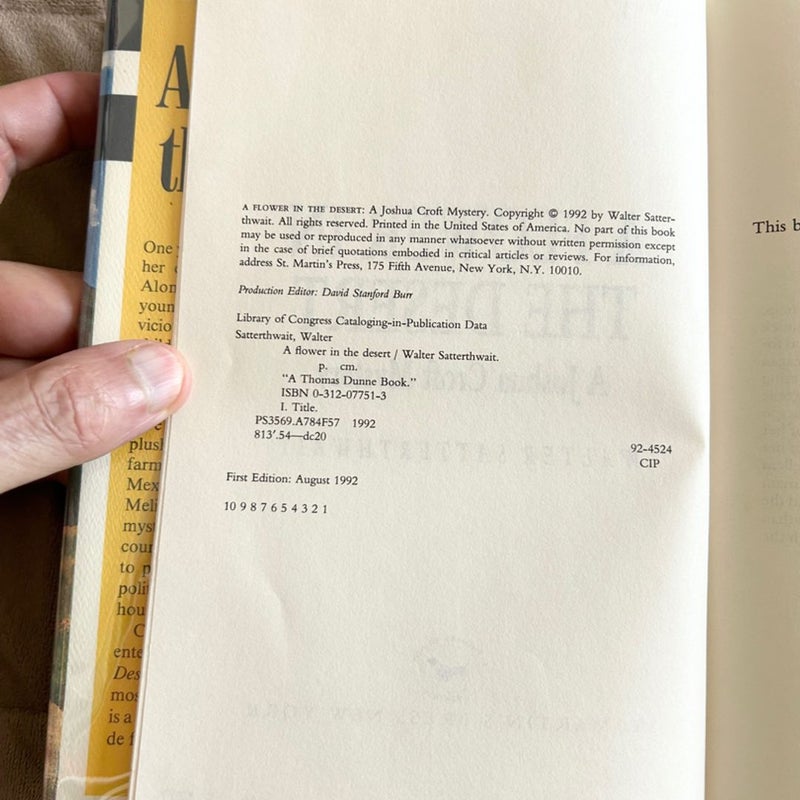 A
th
One
her
Alon
youn
vicio
plush
farm
Mex
Meli
myst
cour
to p
polit
hou
C
ente
Des
mos
is a
de f
A FLOWER IN THE DESERT: A Joshua Croft Mystery. Copyright © 1992 by Walter Satter-
thwait. All rights reserved. Printed in the United States of America. No part of this book
may be used or reproduced in any manner whatsoever without written permission except
in the case of brief quotations embodied in critical articles or reviews. For information,
address St. Martin's Press, 175 Fifth Avenue, New York, N.Y. 10010.
Production Editor: David Stanford Burr
Library of Congress Cataloging-in-Publication Data
Satterthwait, Walter
A flower in the desert / Walter Satterthwait.
p. cm.
"A Thomas Dunne Book."
ISBN 0-312-07751-3
I. Title.
PS3569.A784F57 1992
813'.54—dc20
92-4524
CIP
First Edition: August 1992
10 9 8 7 6 5 4 3 2 1
This b